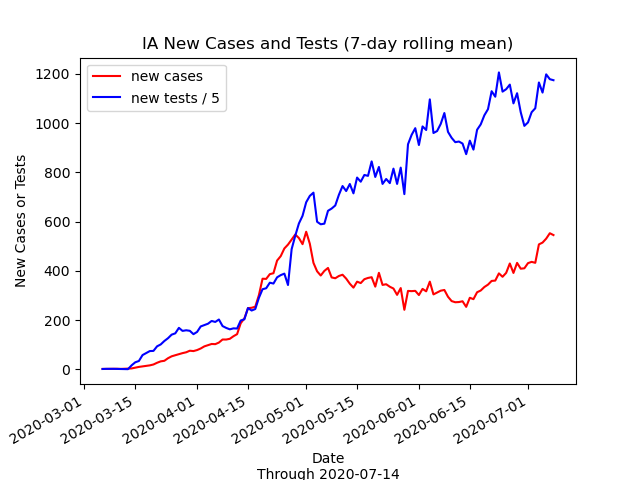 IA New Cases and Tests (7-day rolling mean)
new cases
new tests / 5
New Cases or Tests
1200
1000
800
600
400
200
0
2020-03-01
2020-03-15
2020-04-01
2020-04-15
2020-05-01
2020-05-15
2020-06-01
2020-06-15
2020-07-01
Date
Through 2020-07-14